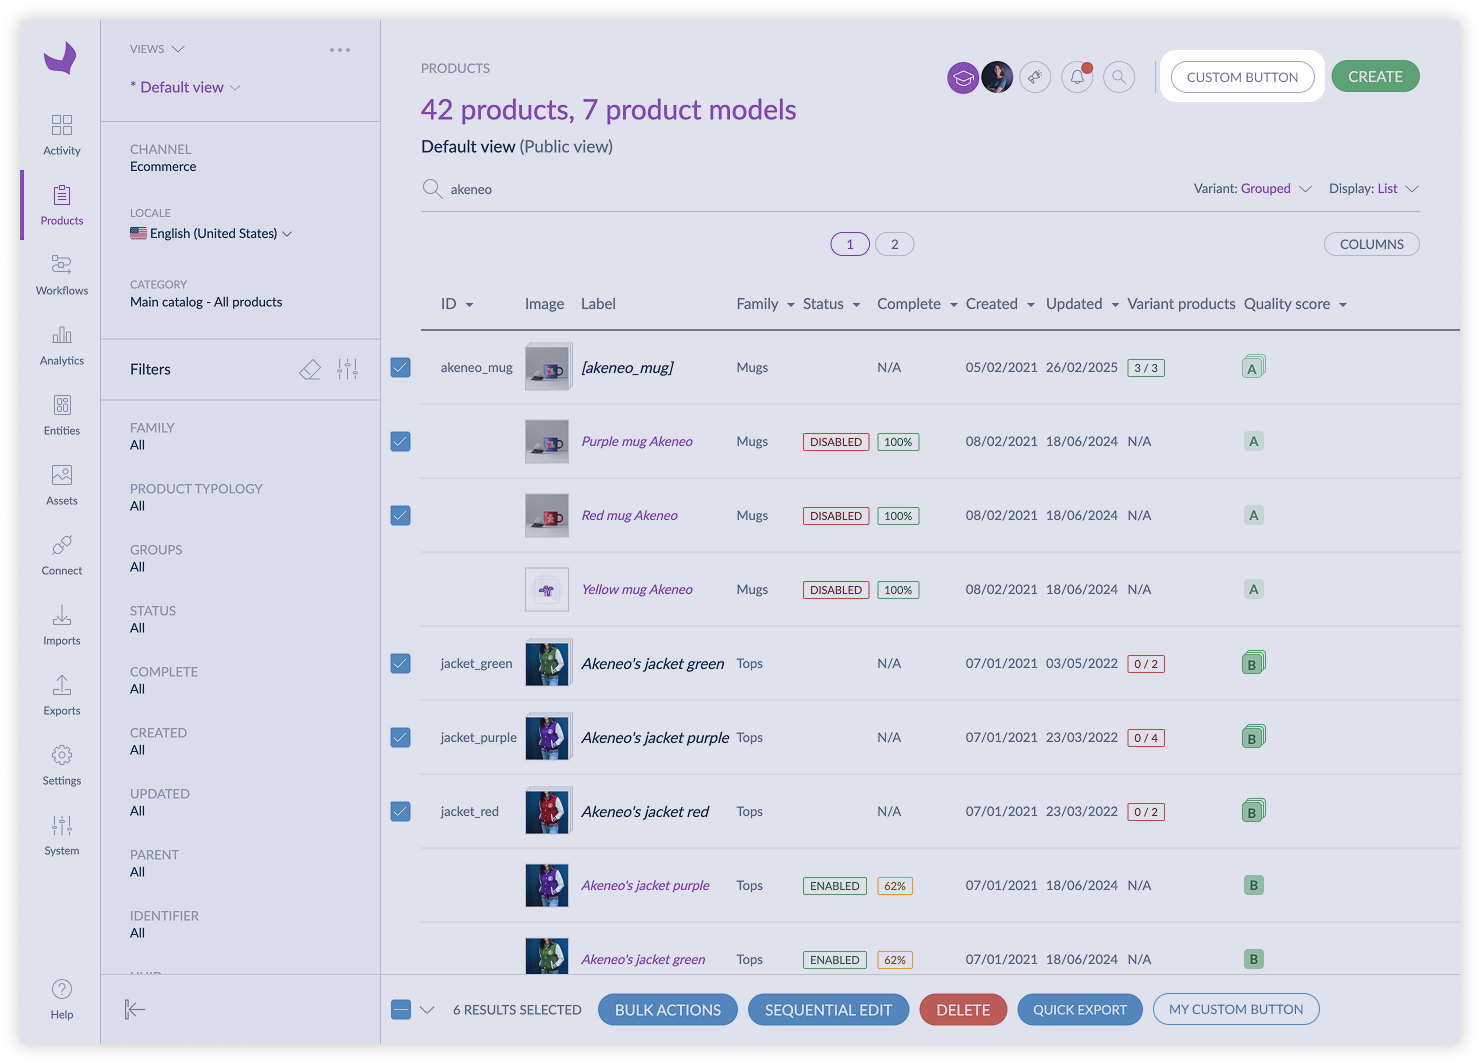 VIEWS
* Default view
CHANNEL
Ecommerce
LOCALE
English (United States)
CATEGORY
Main catalog - All products
Filters
FAMILY
All
PRODUCT TYPOLOGY
All
GROUPS
All
STATUS
All
COMPLETE
All
CREATED
All
UPDATED
All
PARENT
All
IDENTIFIER
All
Activity
Products
Workflows
Analytics
Entities
Assets
Connect
Imports
Exports
Settings
System
Help
PRODUCTS
CUSTOM BUTTON
CREATE
42 products, 7 product models
Default view (Public view)
akeneo
Variant: Grouped
Display: List
1 2
COLUMNS
ID Image Label Family Status Complete Created Updated Variant products Quality score
akeneo_mug [akeneo_mug] Mugs N/A 05/02/2021 26/02/2025 3 / 3 A
Purple mug Akeneo Mugs DISABLED 100% 08/02/2021 18/06/2024 N/A A
Red mug Akeneo Mugs DISABLED 100% 08/02/2021 18/06/2024 N/A A
Yellow mug Akeneo Mugs DISABLED 100% 08/02/2021 18/06/2024 N/A A
jacket_green Akeneo's jacket green Tops N/A 07/01/2021 03/05/2022 0 / 2 B
jacket_purple Akeneo's jacket purple Tops N/A 07/01/2021 23/03/2022 0 / 4 B
jacket_red Akeneo's jacket red Tops N/A 07/01/2021 23/03/2022 0 / 2 B
Akeneo's jacket purple Tops ENABLED 62% 07/01/2021 18/06/2024 N/A B
Akeneo's jacket green Tops ENABLED 62% 07/01/2021 18/06/2024 N/A B
6 RESULTS SELECTED
BULK ACTIONS
SEQUENTIAL EDIT
DELETE
QUICK EXPORT
MY CUSTOM BUTTON